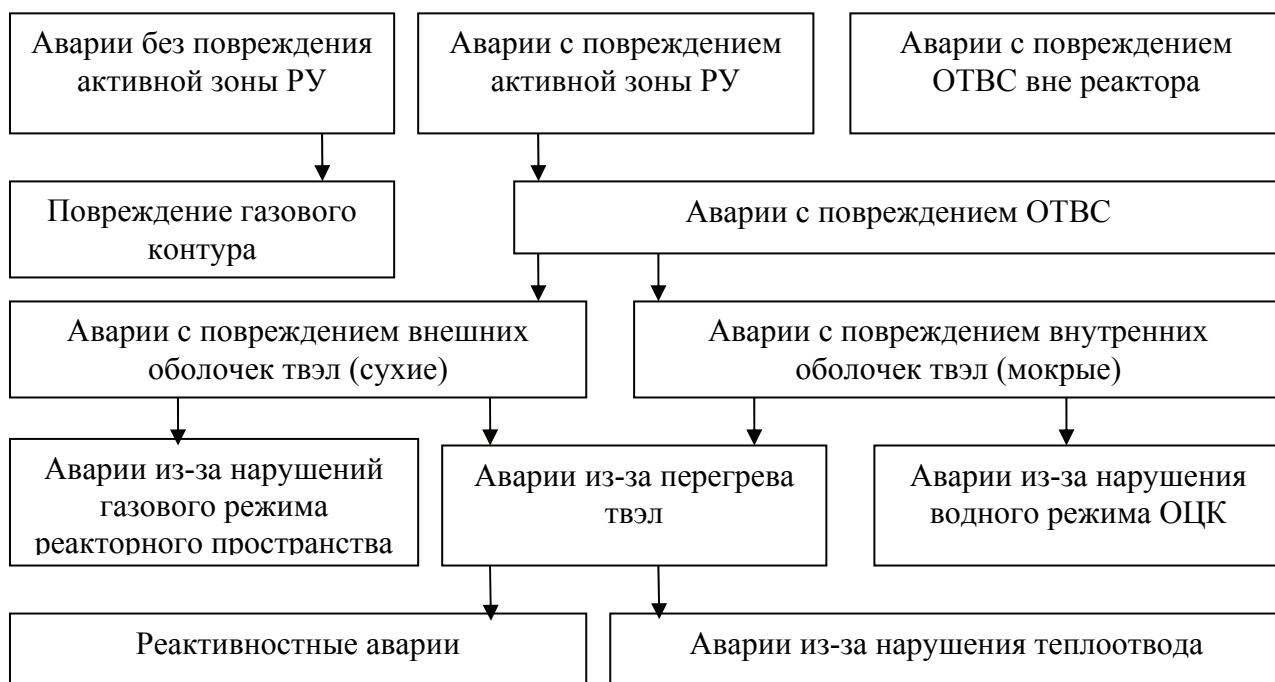 Аварии без повреждения
активной зоны РУ
Аварии с повреждением
активной зоны РУ
Аварии с повреждением
ОТВС вне реактора
Повреждение газового
контура
Аварии с повреждением ОТВС
Аварии с повреждением внешних
оболочек твэл (сухие)
Аварии с повреждением внутренних
оболочек твэл (мокрые)
Аварии из-за нарушений
газового режима
реакторного пространства
Аварии из-за перегрева
твэл
Аварии из-за нарушения
водного режима ОЦК
Реактивностные аварии
Аварии из-за нарушения теплоотвода